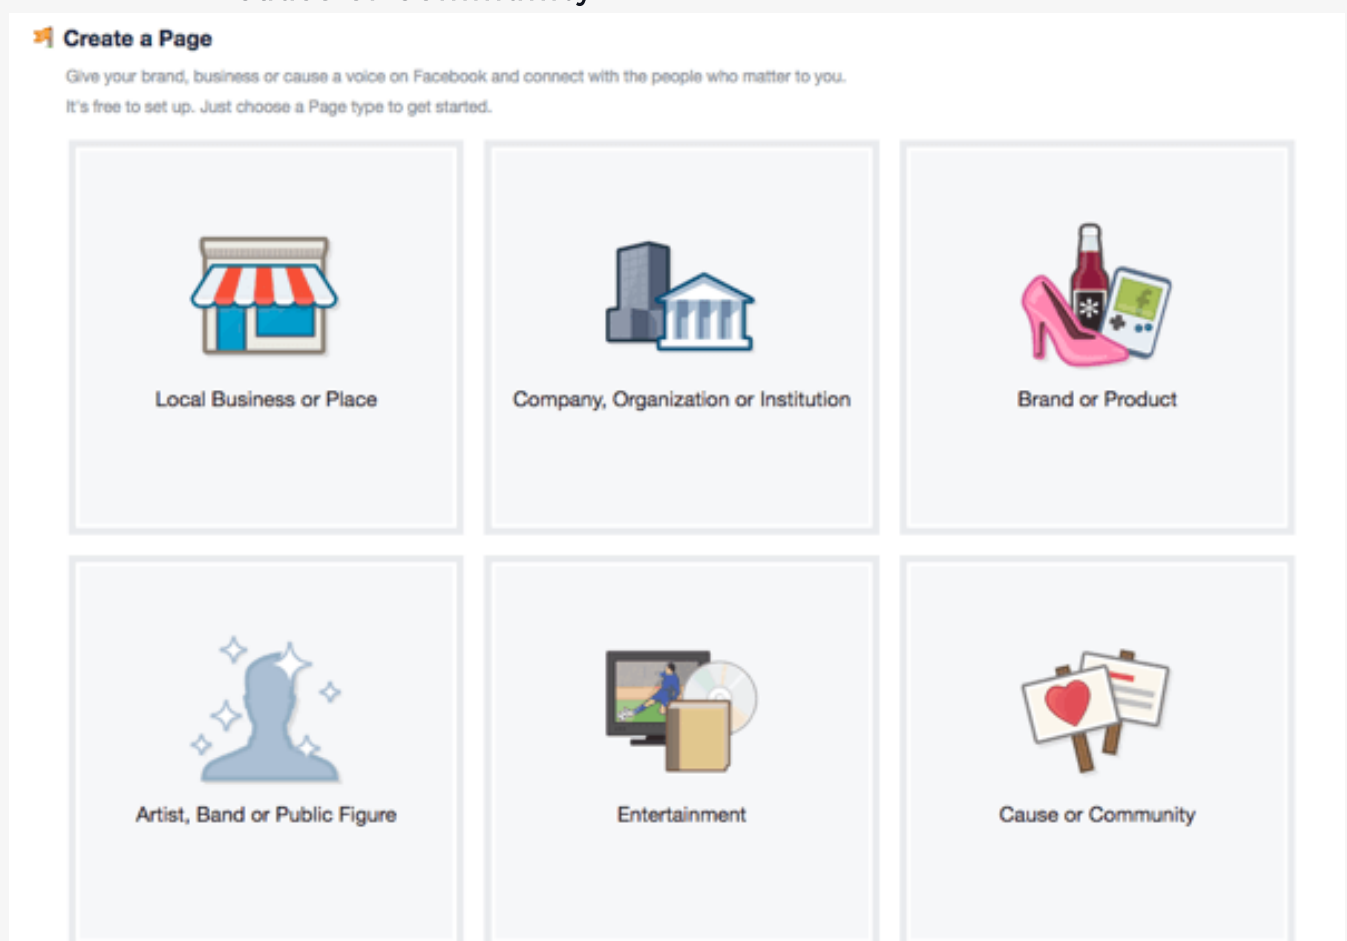 Create a Page
Give your brand, business or cause a voice on Facebook and connect with the people who matter to you.
It's free to set up. Just choose a Page type to get started.
Local Business or Place
Company, Organization or Institution
Brand or Product
Artist, Band or Public Figure
Entertainment
Cause or Community